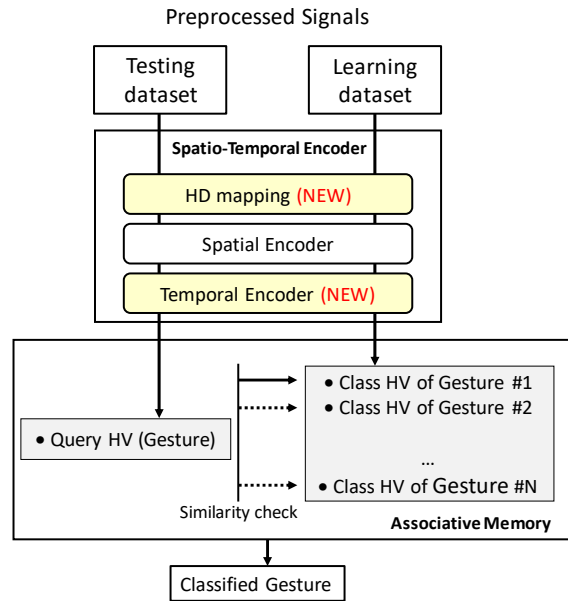 Preprocessed Signals
Testing
dataset
Learning
dataset
Spatio-Temporal Encoder
HD mapping (NEW)
Spatial Encoder
Temporal Encoder (NEW)
• Class HV of Gesture #1
• Class HV of Gesture #2
• Query HV (Gesture)
...
• Class HV of Gesture #N
Similarity check
Associative Memory
Classified Gesture